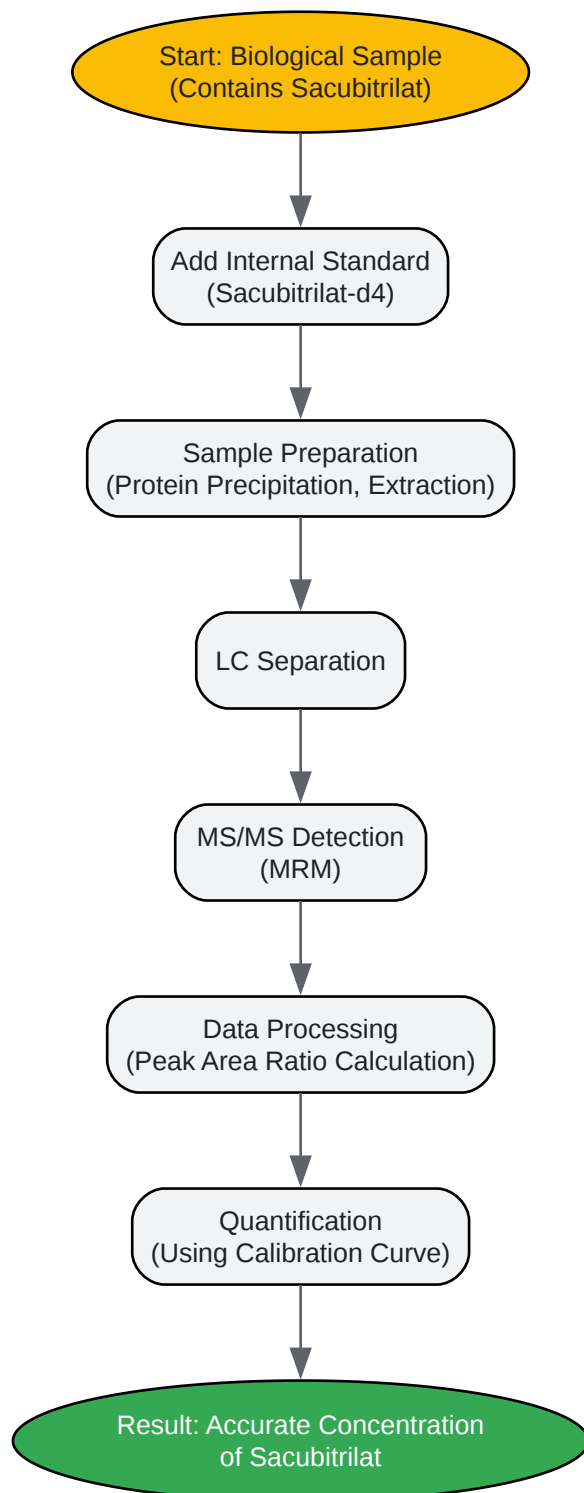 Start: Biological Sample
(Contains Sacubitrilat)
Add Internal Standard
(Sacubitrilat-d4)
Sample Preparation
(Protein Precipitation, Extraction)
LC Separation
MS/MS Detection
(MRM)
Data Processing
(Peak Area Ratio Calculation)
Quantification
(Using Calibration Curve)
Result: Accurate Concentration
of Sacubitrilat